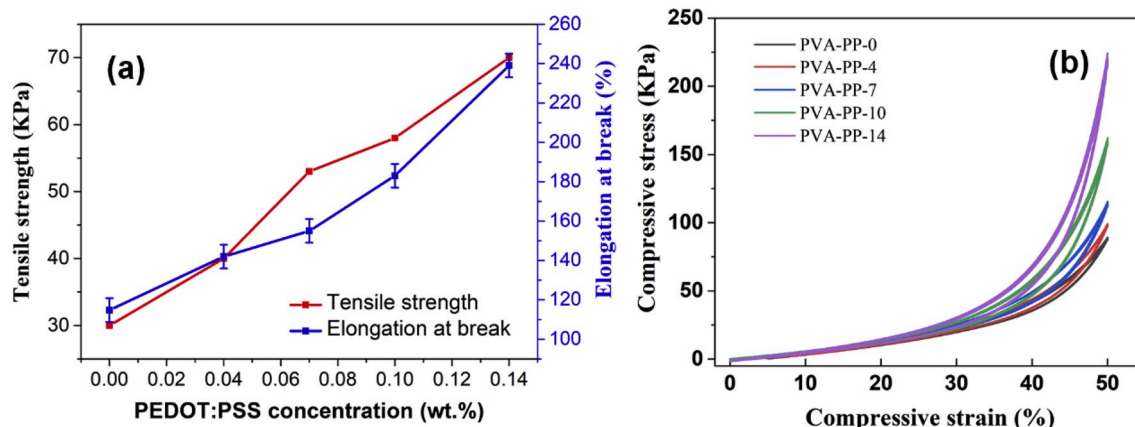 (a)
Tensile strength (KPa)
70
60
50
40
30
0.00 0.02 0.04 0.06 0.08 0.10 0.12 0.14
PEDOT:PSS concentration (wt.%)
Tensile strength
Elongation at break
260
240
220
200
180
160
140
120
100
Elongation at break (%)
(b)
Compressive stress (KPa)
250
200
150
100
50
0
0 10 20 30 40 50
Compressive strain (%)
PVA-PP-0
PVA-PP-4
PVA-PP-7
PVA-PP-10
PVA-PP-14